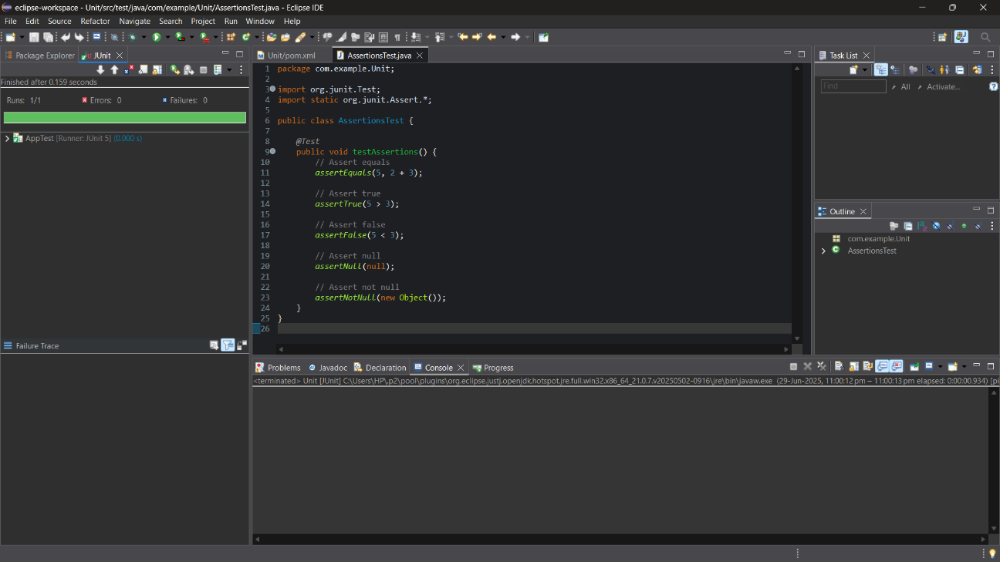 eclipse-workspace - Unit/src/test/java/com/example/Unit/AssertionsTest.java - Eclipse IDE
File Edit Source Refactor Navigate Search Project Run Window Help
Package Explorer JUnit
Finished after 0.159 seconds
Runs: 1/1 Errors: 0 Failures: 0
AppTest [Runner: JUnit 5] (0.000 s)
Failure Trace
Unit/pom.xml AssertionsTest.java
1 package com.example.Unit;
2
3 import org.junit.Test;
4 import static org.junit.Assert.*;
5
6 public class AssertionsTest {
7
8 @Test
9 public void testAssertions() {
10 // Assert equals
11 assertEquals(5, 2 + 3);
12
13 // Assert true
14 assertTrue(5 > 3);
15
16 // Assert false
17 assertFalse(5 < 3);
18
19 // Assert null
20 assertNull(null);
21
22 // Assert not null
23 assertNotNull(new Object());
24 }
25 }
26
Task List
Find All Activate...
Outline
com.example.Unit
AssertionsTest
Problems Javadoc Declaration Console Progress
<terminated> Unit [JUnit] C:\Users\HP\.p2\pool\plugins\org.eclipse.justj.openjdk.hotspot.jre.full.win32.x86_64_21.0.7.v20250502-0916\jre\bin\javaw.exe (29-Jun-2025, 11:00:12 pm – 11:00:13 pm elapsed: 0:00:00.934) [pi